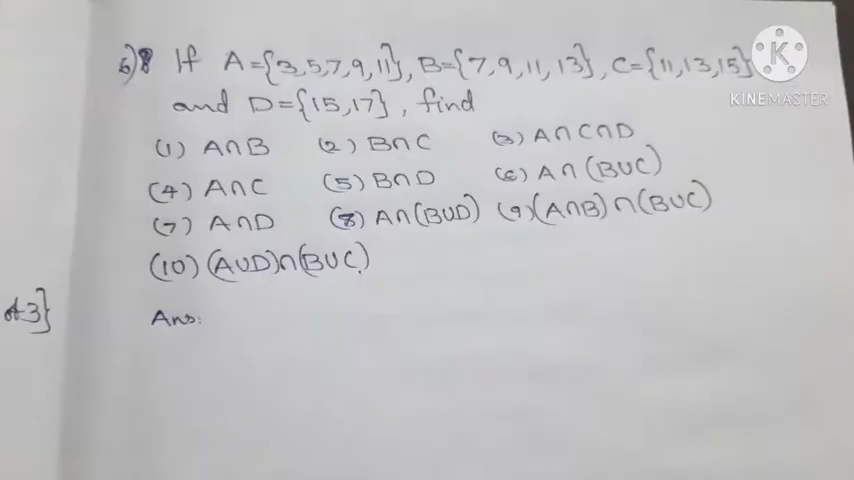 6) If A={3,5,7,9,11}, B={7,9,11,13}, C={11,13,15}
and D={15,17}, find
(1) A∩B (2) B∩C (3) A∩C∩D
(4) A∩C (5) B∩D (6) A∩(B∪C)
(7) A∩D (8) A∩(B∪D) (9) (A∩B)∩(B∪C)
(10) (A∪D)∩(B∪C)
3}
Ans:
K
KINEMASTER